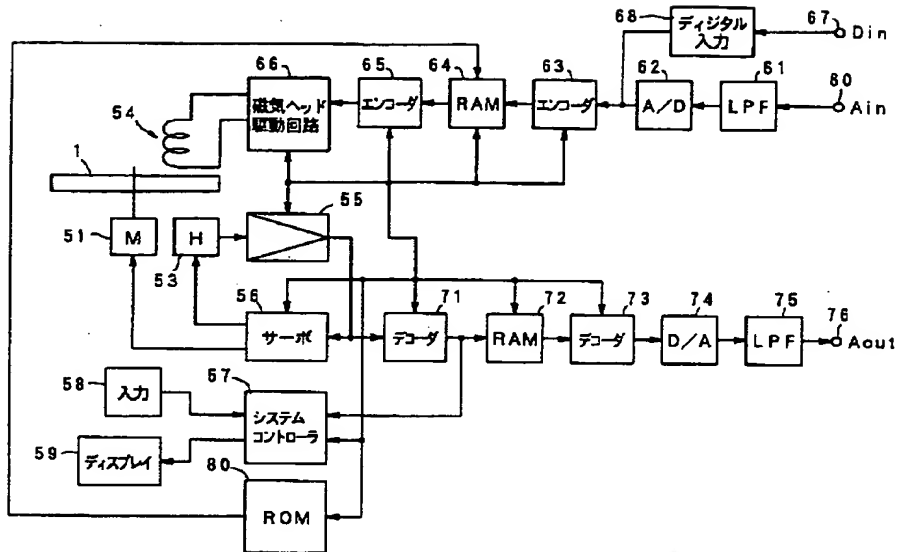 68
ディジタル
入力
67
Din
66
磁気ヘッド
駆動回路
65
エンコーダ
64
RAM
63
エンコーダ
62
A/D
61
LPF
60
Ain
54
1
51
M
53
H
55
56
サーボ
71
デコーダ
72
RAM
73
デコーダ
74
D/A
75
LPF
76
Aout
58
入力
57
システム
コントローラ
59
ディスプレイ
80
ROM